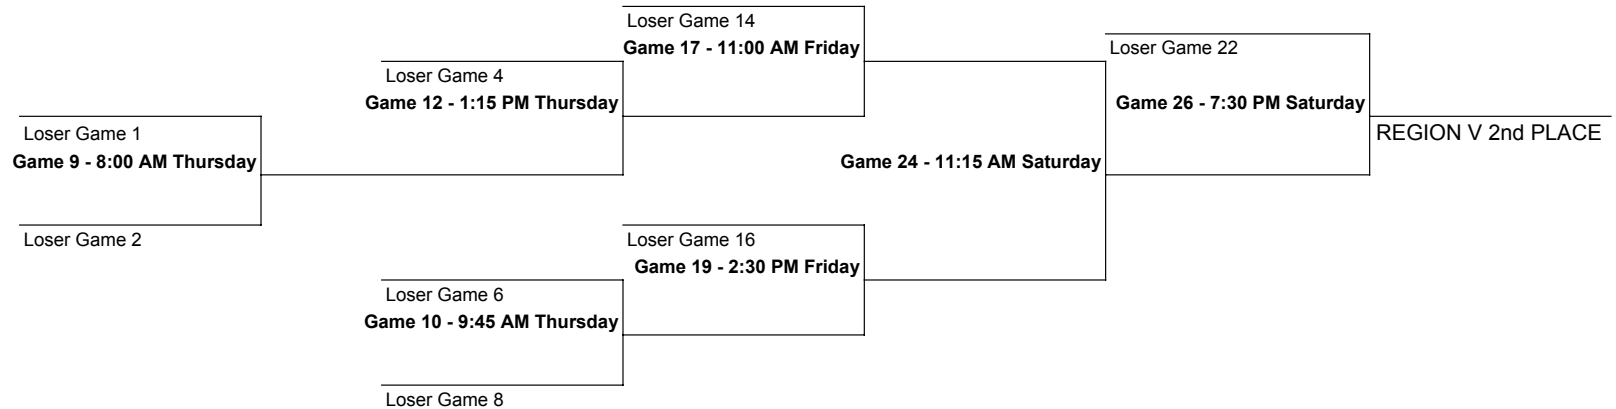 Loser Game 14
Game 17 - 11:00 AM Friday
Loser Game 22
Loser Game 4
Game 12 - 1:15 PM Thursday
Game 26 - 7:30 PM Saturday
Loser Game 1
REGION V 2nd PLACE
Game 9 - 8:00 AM Thursday
Game 24 - 11:15 AM Saturday
Loser Game 2
Loser Game 16
Game 19 - 2:30 PM Friday
Loser Game 6
Game 10 - 9:45 AM Thursday
Loser Game 8